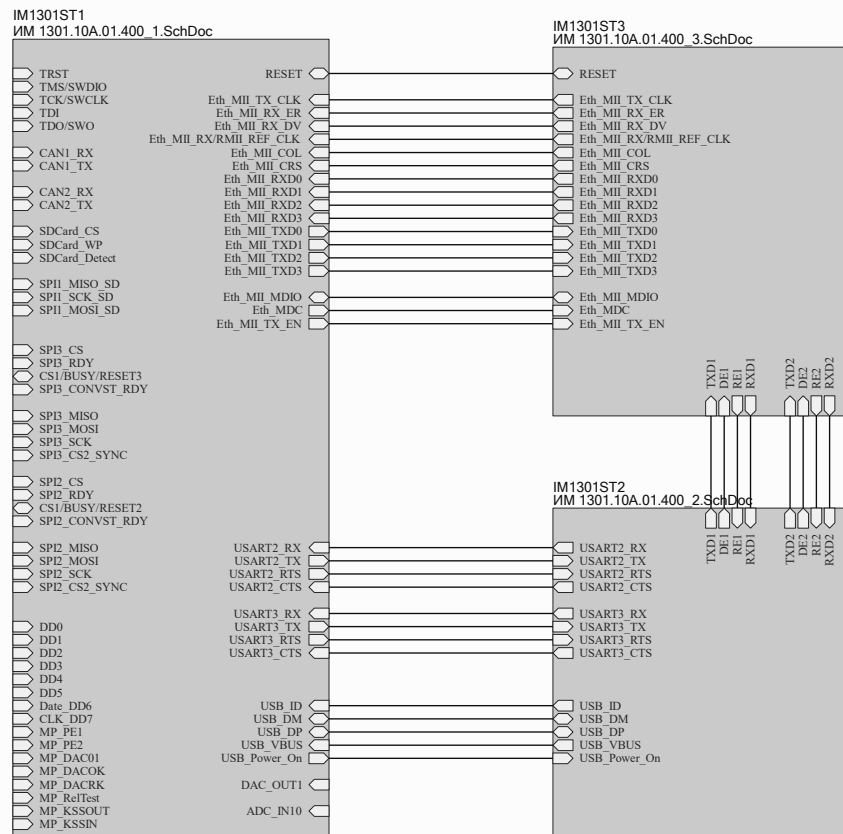 IM1301ST1
ИМ 1301.10A.01.400_1.SchDoc
TRST
TMS/SWDIO
TCK/SWCLK
TDI
TDO/SWO
CAN1_RX
CAN1_TX
CAN2_RX
CAN2_TX
SDCard_CS
SDCard_WP
SDCard_Detect
SPI1_MISO_SD
SPI1_SCK_SD
SPI1_MOSI_SD
SPI3_CS
SPI3_RDY
CS1/BUSY/RESET3
SPI3_CONVST_RDY
SPI3_MISO
SPI3_MOSI
SPI3_SCK
SPI3_CS2_SYNC
SPI2_CS
SPI2_RDY
CS1/BUSY/RESET2
SPI2_CONVST_RDY
SPI2_MISO
SPI2_MOSI
SPI2_SCK
SPI2_CS2_SYNC
DD0
DD1
DD2
DD3
DD4
DD5
Date_DD6
CLK_DD7
MP_PE1
MP_PE2
MP_DAC01
MP_DACOK
MP_DACRK
MP_RelTest
MP_KSSOUT
MP_KSSIN
RESET
Eth_MII_TX_CLK
Eth_MII_RX_ER
Eth_MII_RX_DV
Eth_MII_RX/RMII_REF_CLK
Eth_MII_COL
Eth_MII_CRS
Eth_MII_RXD0
Eth_MII_RXD1
Eth_MII_RXD2
Eth_MII_RXD3
Eth_MII_TXD0
Eth_MII_TXD1
Eth_MII_TXD2
Eth_MII_TXD3
Eth_MII_MDIO
Eth_MDC
Eth_MII_TX_EN
USART2_RX
USART2_TX
USART2_RTS
USART2_CTS
USART3_RX
USART3_TX
USART3_RTS
USART3_CTS
USB_ID
USB_DM
USB_DP
USB_VBUS
USB_Power_On
DAC_OUT1
ADC_IN10
IM1301ST3
ИМ 1301.10A.01.400_3.SchDoc
RESET
Eth_MII_TX_CLK
Eth_MII_RX_ER
Eth_MII_RX_DV
Eth_MII_RX/RMII_REF_CLK
Eth_MII_COL
Eth_MII_CRS
Eth_MII_RXD0
Eth_MII_RXD1
Eth_MII_RXD2
Eth_MII_RXD3
Eth_MII_TXD0
Eth_MII_TXD1
Eth_MII_TXD2
Eth_MII_TXD3
Eth_MII_MDIO
Eth_MDC
Eth_MII_TX_EN
TXD1
DE1
RE1
RXD1
TXD2
DE2
RE2
RXD2
IM1301ST2
ИМ 1301.10A.01.400_2.SchDoc
TXD1
DE1
RE1
RXD1
TXD2
DE2
RE2
RXD2
USART2_RX
USART2_TX
USART2_RTS
USART2_CTS
USART3_RX
USART3_TX
USART3_RTS
USART3_CTS
USB_ID
USB_DM
USB_DP
USB_VBUS
USB_Power_On